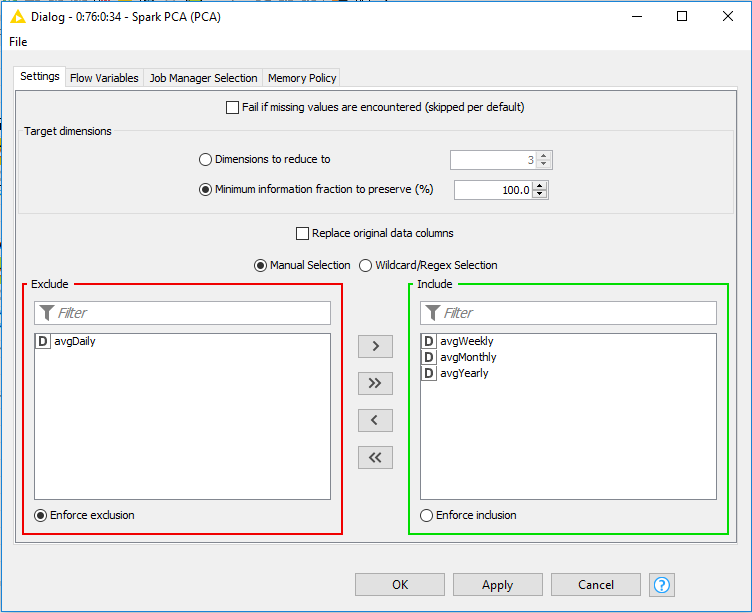 Dialog - 0:76:0:34 - Spark PCA (PCA)
File
Settings Flow Variables Job Manager Selection Memory Policy
Fail if missing values are encountered (skipped per default)
Target dimensions
Dimensions to reduce to 3
Minimum information fraction to preserve (%) 100.0
Replace original data columns
Manual Selection Wildcard/Regex Selection
Exclude Include
Filter Filter
D avgDaily D avgWeekly
D avgMonthly
D avgYearly
> 
>>
<
<<
Enforce exclusion Enforce inclusion
OK Apply Cancel ?